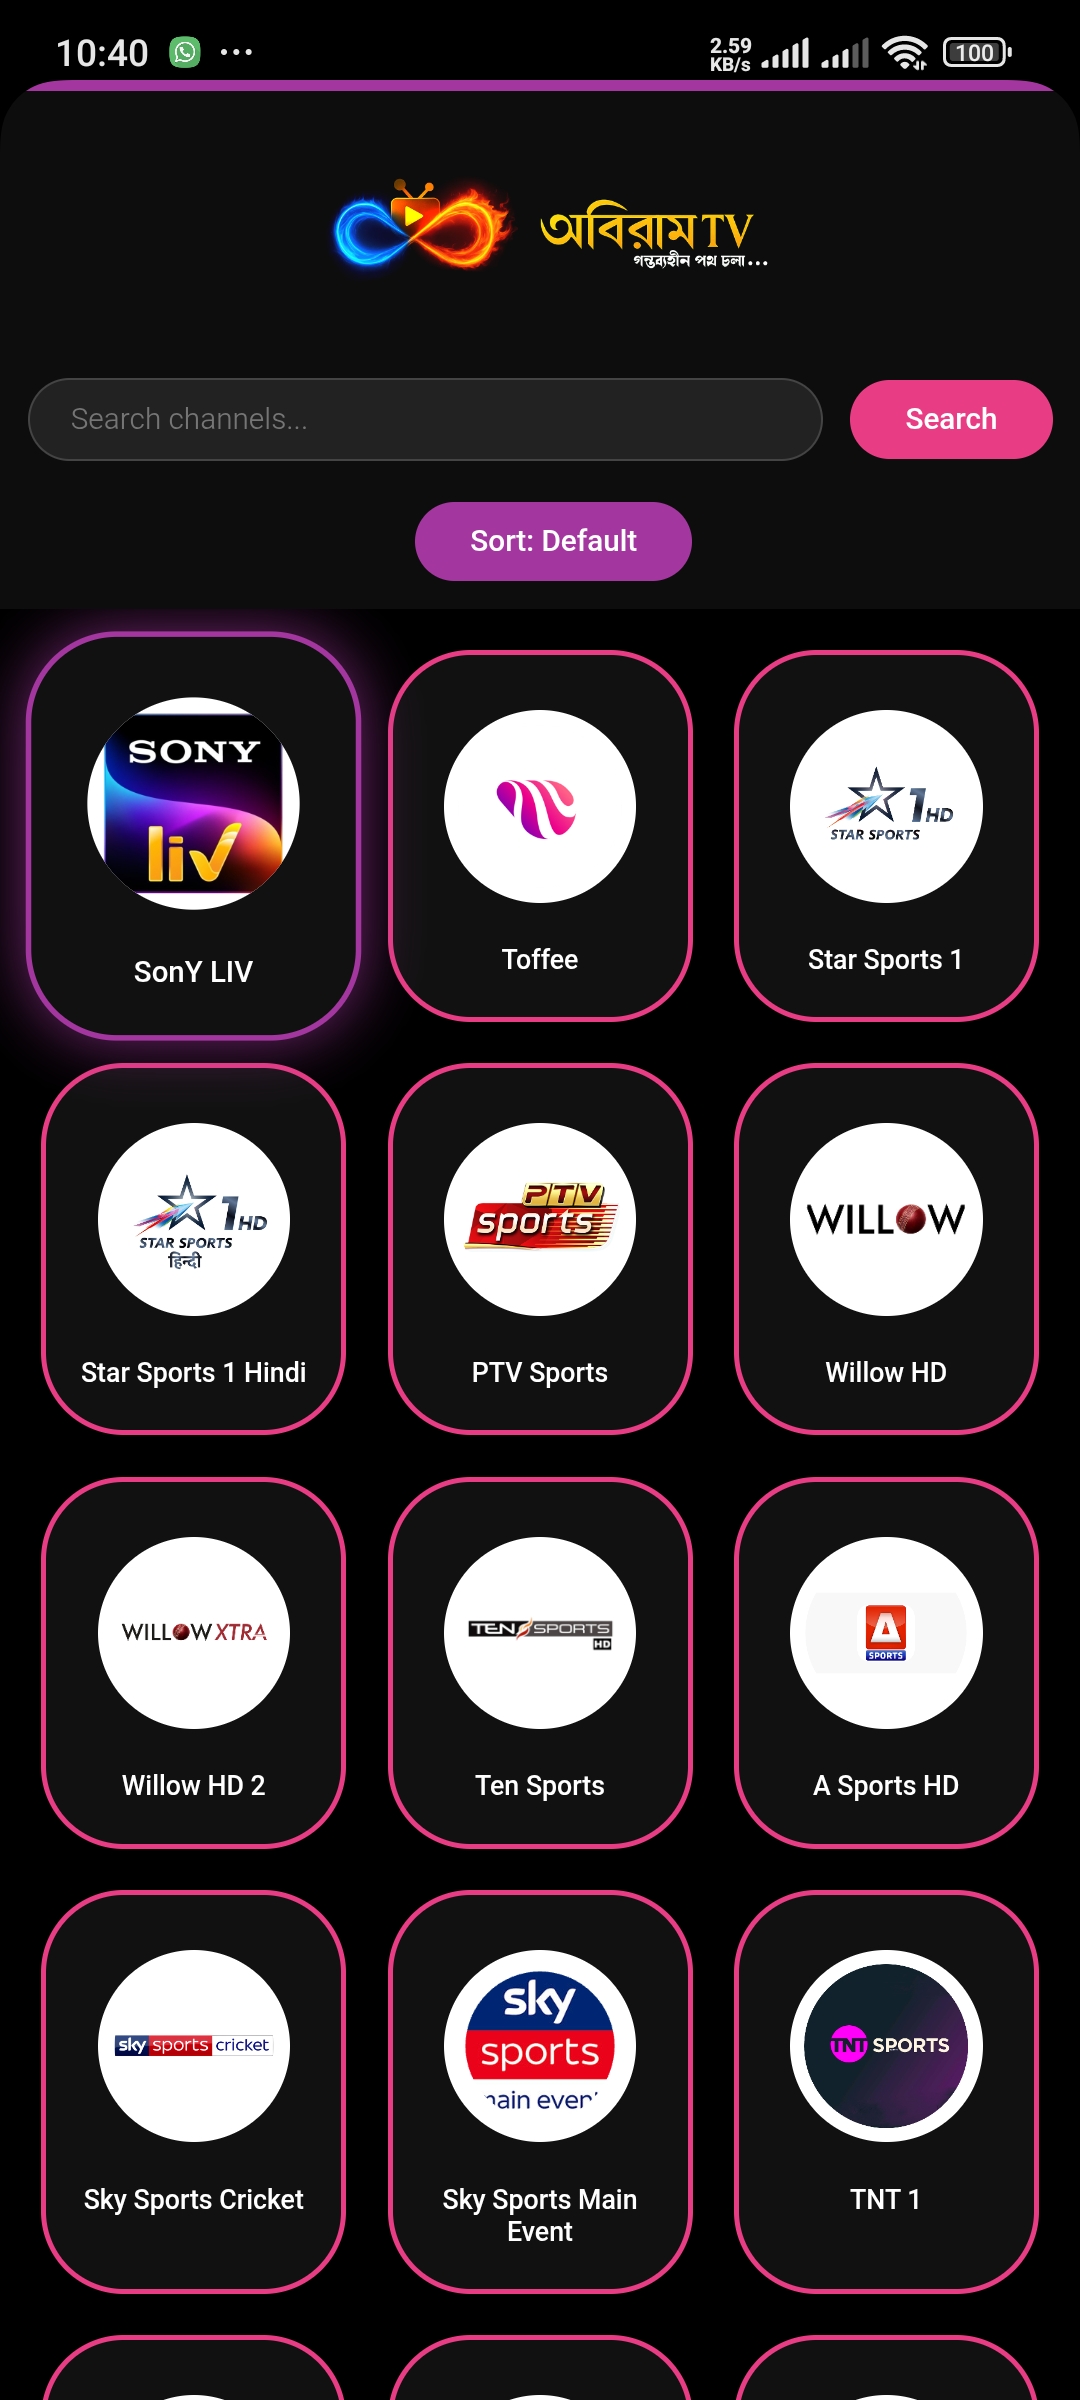 10:40
2.59
KB/s
100
অবিরাম TV
গন্তব্যহীন পথ চলা...
Search channels...
Search
Sort: Default
SONY
liv
SonY LIV
Toffee
1HD
STAR SPORTS
Star Sports 1
1HD
STAR SPORTS
हिन्दी
Star Sports 1 Hindi
PTV
sports
PTV Sports
WILLOW
Willow HD
WILLOW XTRA
Willow HD 2
TEN SPORTS
HD
Ten Sports
A
SPORTS
A Sports HD
sky sports cricket
Sky Sports Cricket
sky
sports
main event
Sky Sports Main
Event
TNT SPORTS
TNT 1